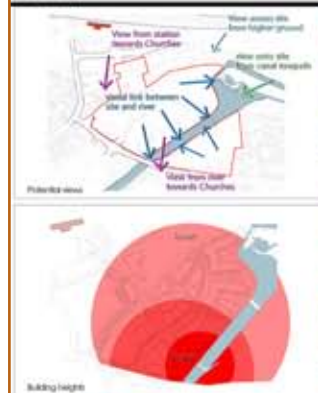 View from station
towards Churches
View across site
from higher ground
View into site
from canal towpath
Visual link between
site and river
View from river
towards Churches
Potential views
Building heights